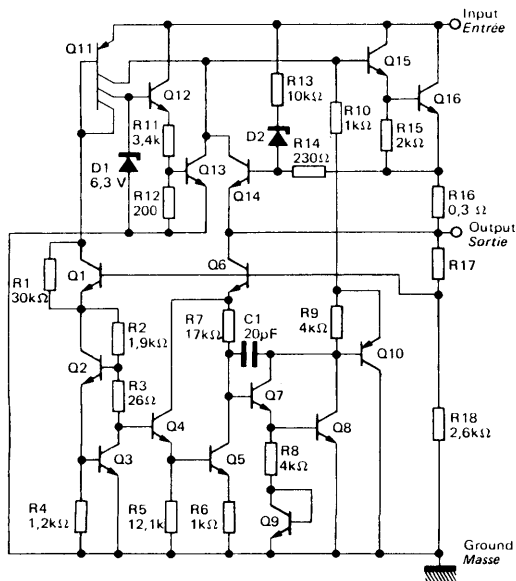 Input
Entrée
Q11
Q15
Q12
R13
10kΩ
Q16
R11
3,4k
R10
1kΩ
D2
R14
230Ω
R15
2kΩ
D1
6,3 V
Q13
R12
200
Q14
R16
0,3 Ω
Output
Sortie
Q6
R17
R1
30kΩ
Q1
R2
1,9kΩ
R7
17kΩ
C1
20pF
R9
4kΩ
Q10
Q2
R3
26Ω
Q4
Q7
R18
2,6kΩ
Q3
Q5
R8
4kΩ
Q8
R4
1,2kΩ
R5
12,1k
R6
1kΩ
Q9
Ground
Masse